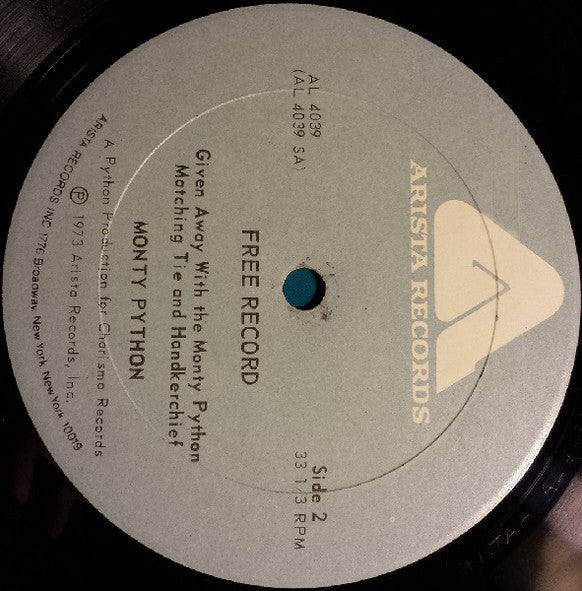 ARISTA RECORDS
AL 4039
(AL 4039 SA)
Side 2
33 1/3 RPM
FREE RECORD
Given Away With the Monty Python
Matching Tie and Handkerchief
MONTY PYTHON
A Python Production for Charisma Records
℗ 1973 Arista Records, Inc.
ARISTA RECORDS INC 1776 Broadway, New York, New York 10019